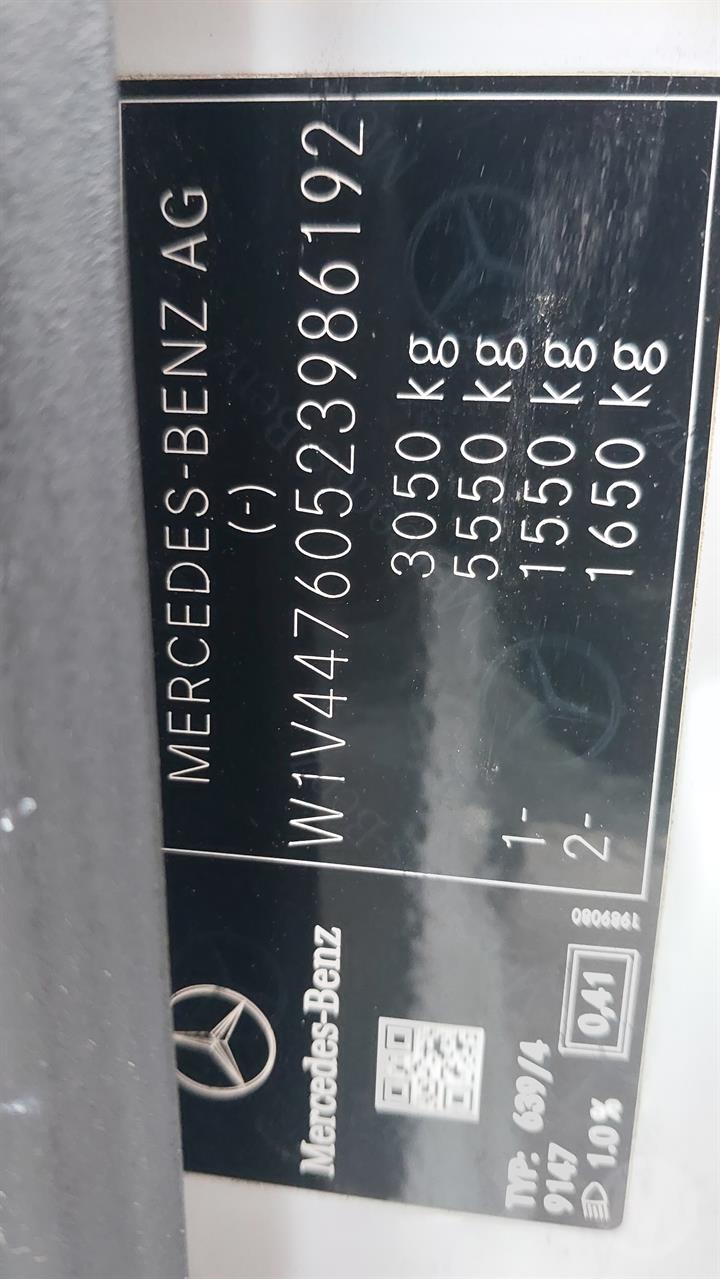 MERCEDES-BENZ AG
(-)
W1V44760523986192
3050 kg
5550 kg
1- 1550 kg
2- 1650 kg
Mercedes-Benz
TYP: 639/4
9147
1.0 %
0,41
1989080